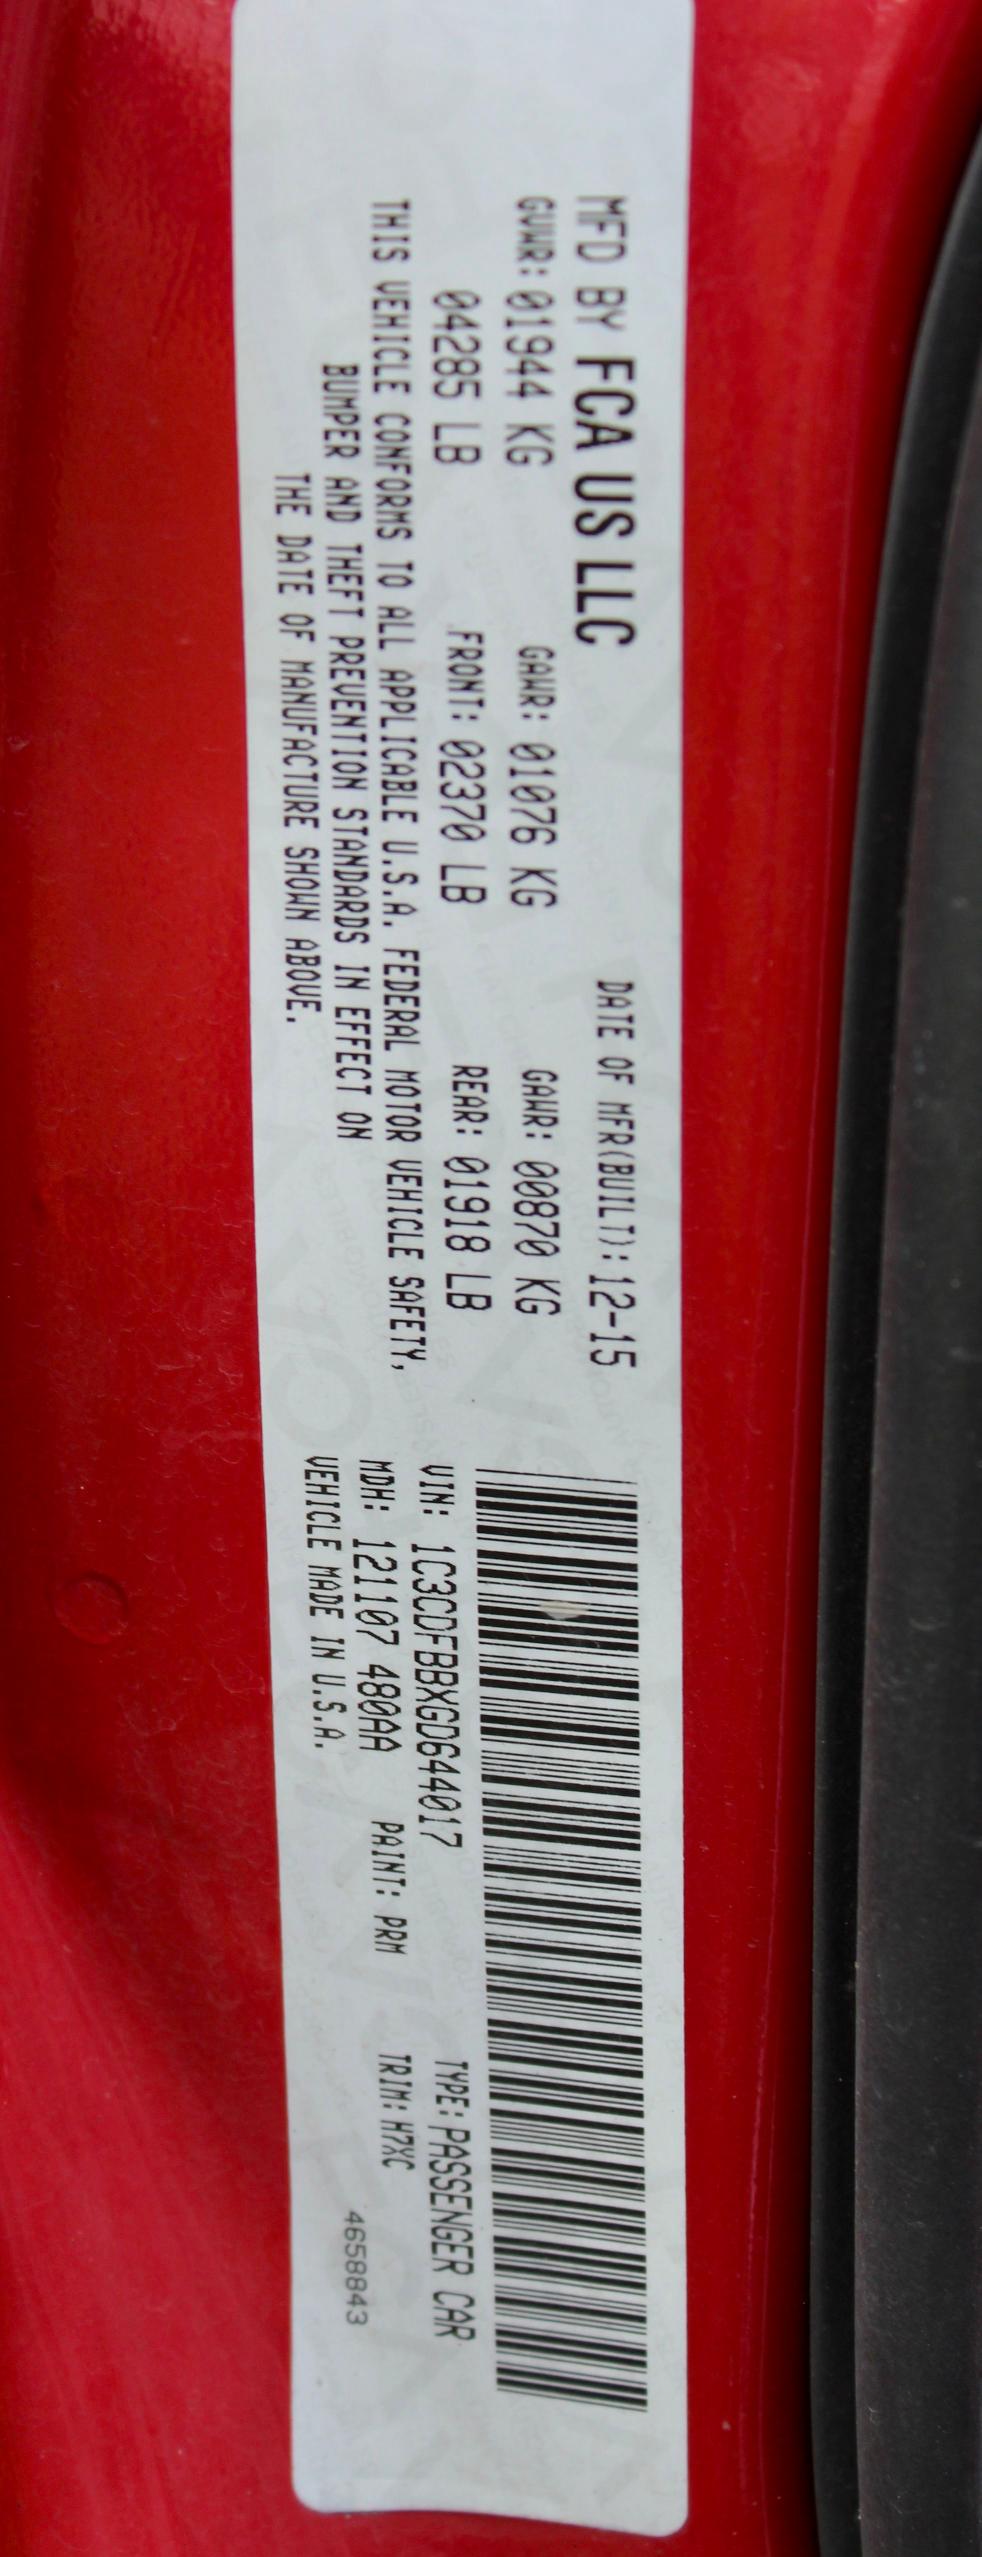 MFD BY FCA US LLC DATE OF MFR(BUILT): 12-15
GVWR: 01944 KG GAWR: 01076 KG GAWR: 00870 KG
04285 LB FRONT: 02370 LB REAR: 01918 LB
THIS VEHICLE CONFORMS TO ALL APPLICABLE U.S.A. FEDERAL MOTOR VEHICLE SAFETY,
BUMPER AND THEFT PREVENTION STANDARDS IN EFFECT ON
THE DATE OF MANUFACTURE SHOWN ABOVE.
VIN: 1C3CDFBBXGD644017 TYPE: PASSENGER CAR
MDH: 121107 480AA PAINT: PRM TRIM: H7XC
VEHICLE MADE IN U.S.A. 4658843